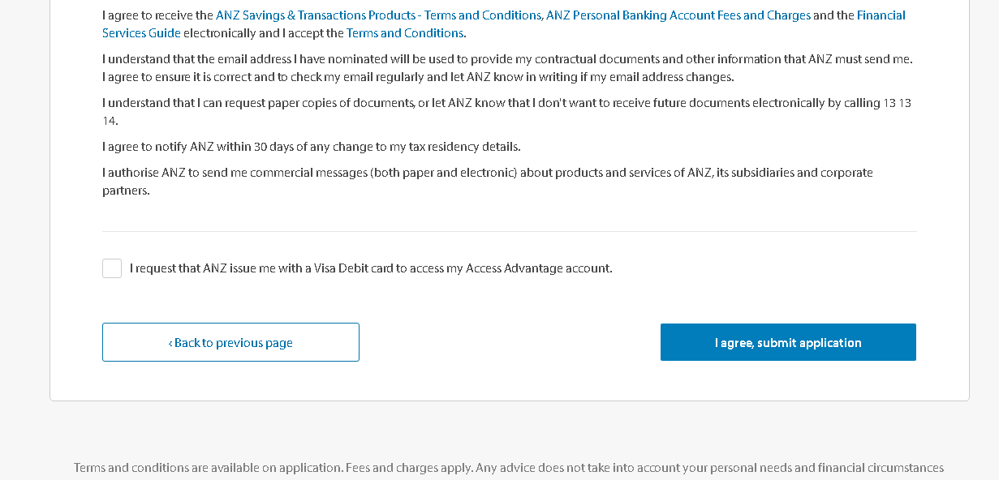 I agree to receive the ANZ Savings & Transactions Products - Terms and Conditions, ANZ Personal Banking Account Fees and Charges and the Financial
Services Guide electronically and I accept the Terms and Conditions.
I understand that the email address I have nominated will be used to provide my contractual documents and other information that ANZ must send me.
I agree to ensure it is correct and to check my email regularly and let ANZ know in writing if my email address changes.
I understand that I can request paper copies of documents, or let ANZ know that I don't want to receive future documents electronically by calling 13 13
14.
I agree to notify ANZ within 30 days of any change to my tax residency details.
I authorise ANZ to send me commercial messages (both paper and electronic) about products and services of ANZ, its subsidiaries and corporate
partners.
I request that ANZ issue me with a Visa Debit card to access my Access Advantage account.
‹ Back to previous page
I agree, submit application
Terms and conditions are available on application. Fees and charges apply. Any advice does not take into account your personal needs and financial circumstances